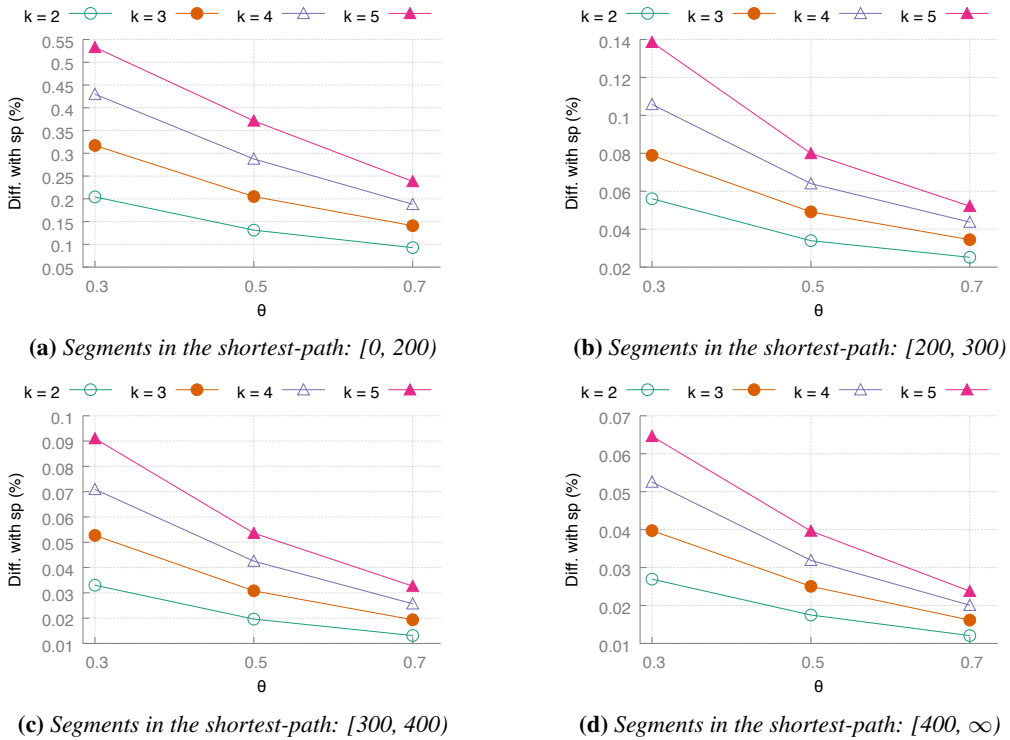 k = 2 k = 3 k = 4 k = 5
0.55
0.5
0.45
0.4
0.35
0.3
0.25
0.2
0.15
0.1
0.05
Diff. with sp (%)
0.3 0.5 0.7
θ
(a) Segments in the shortest-path: [0, 200)
k = 2 k = 3 k = 4 k = 5
0.14
0.12
0.1
0.08
0.06
0.04
0.02
Diff. with sp (%)
0.3 0.5 0.7
θ
(b) Segments in the shortest-path: [200, 300)
k = 2 k = 3 k = 4 k = 5
0.1
0.09
0.08
0.07
0.06
0.05
0.04
0.03
0.02
0.01
Diff. with sp (%)
0.3 0.5 0.7
θ
(c) Segments in the shortest-path: [300, 400)
k = 2 k = 3 k = 4 k = 5
0.07
0.06
0.05
0.04
0.03
0.02
0.01
Diff. with sp (%)
0.3 0.5 0.7
θ
(d) Segments in the shortest-path: [400, ∞)